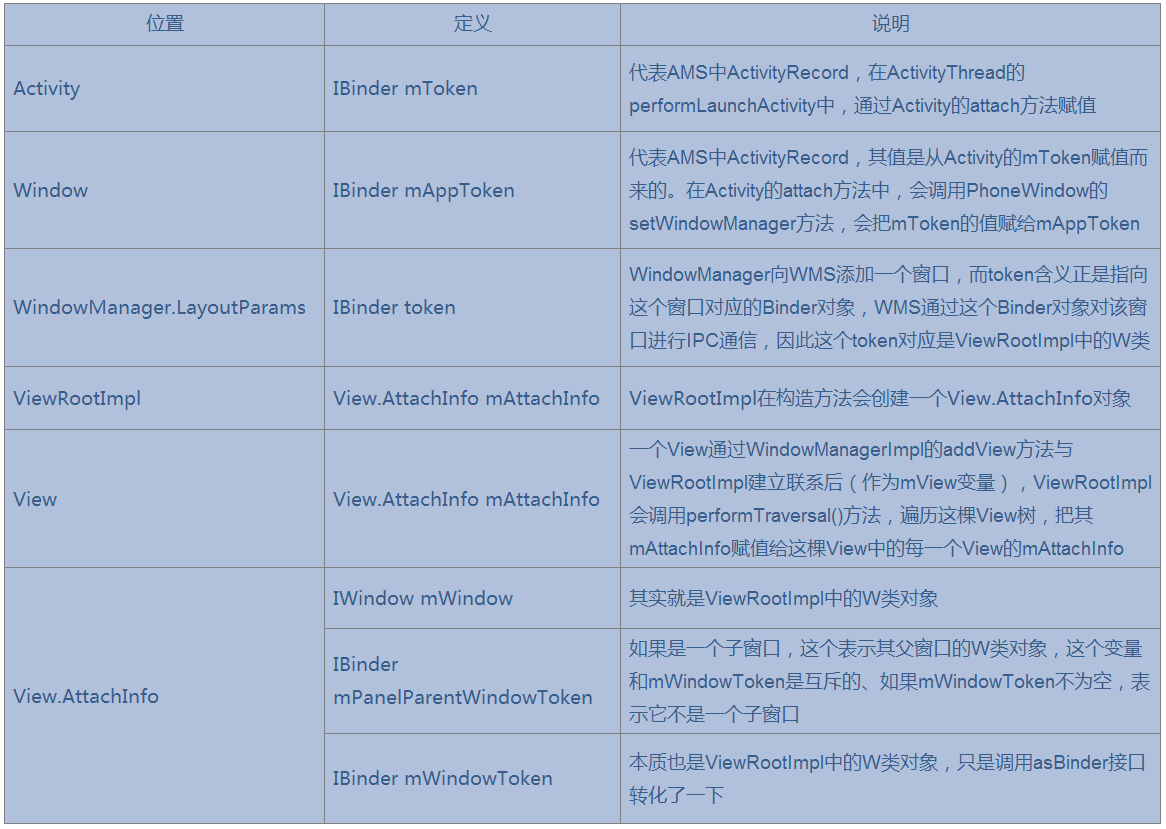 位置
定义
说明
Activity
IBinder mToken
代表AMS中ActivityRecord，在ActivityThread的
performLaunchActivity中，通过Activity的attach方法赋值
Window
IBinder mAppToken
代表AMS中ActivityRecord，其值是从Activity的mToken赋值而
来的。在Activity的attach方法中，会调用PhoneWindow的
setWindowManager方法，会把mToken的值赋给mAppToken
WindowManager.LayoutParams
IBinder token
WindowManager向WMS添加一个窗口，而token含义正是指向
这个窗口对应的Binder对象，WMS通过这个Binder对象对该窗
口进行IPC通信，因此这个token对应是ViewRootImpl中的W类
ViewRootImpl
View.AttachInfo mAttachInfo
ViewRootImpl在构造方法会创建一个View.AttachInfo对象
View
View.AttachInfo mAttachInfo
一个View通过WindowManagerImpl的addView方法与
ViewRootImpl建立联系后（作为mView变量），ViewRootImpl
会调用performTraversal()方法，遍历这棵View树，把其
mAttachInfo赋值给这棵View中的每一个View的mAttachInfo
View.AttachInfo
IWindow mWindow
其实就是ViewRootImpl中的W类对象
IBinder
mPanelParentWindowToken
如果是一个子窗口，这个表示其父窗口的W类对象，这个变量
和mWindowToken是互斥的、如果mWindowToken不为空，表
示它不是一个子窗口
IBinder mWindowToken
本质也是ViewRootImpl中的W类对象，只是调用asBinder接口
转化了一下